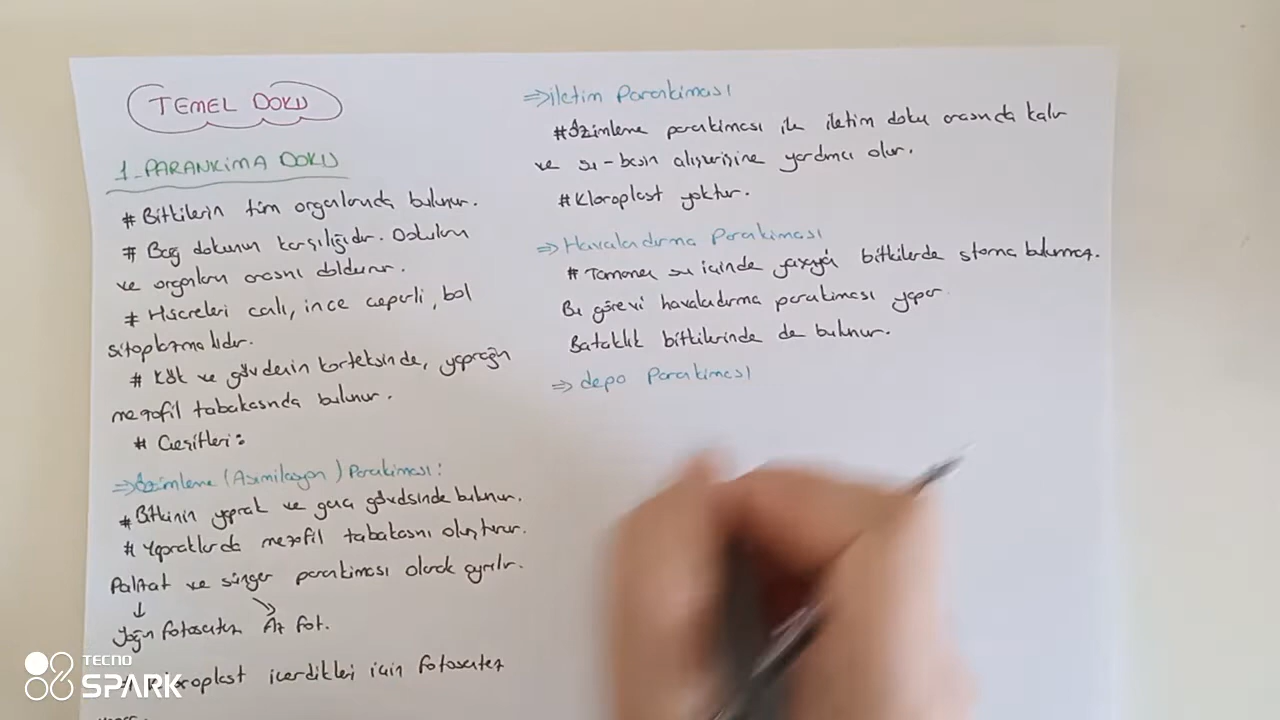 TEMEL DOKU
1-PARANKİMA DOKU
# Bitkilerin tüm organlarında bulunur.
# Bağ dokunun karşılığıdır. Dokuların
ve organların arasını doldurur.
# Hücreleri canlı, ince çeperli, bol
sitoplazmalıdır.
# Kök ve gövdenin korteksinde, yaprağın
mezofil tabakasında bulunur.
# Çeşitleri:
⇒ Özümleme (Asimilasyon) Parankiması:
# Bitkinin yaprak ve genç gövdesinde bulunur.
# Yapraklarda mezofil tabakasını oluşturur.
Palizat ve sünger parankiması olarak ayrılır.
↓ ↘
Yoğun fotosentez Az fot.
# Kloroplast içerdikleri için fotosentez
⇒ iletim Parankiması
# Özümleme parankiması ile iletim doku arasında kalır
ve su-besin alışverişine yardımcı olur.
# Kloroplast yoktur.
⇒ Havalandırma Parankiması
# Tamamen su içinde yaşayan bitkilerde stoma bulunmaz.
Bu görevi havalandırma parankiması yapar.
Bataklık bitkilerinde de bulunur.
⇒ depo Parankiması
TECNO
SPARK